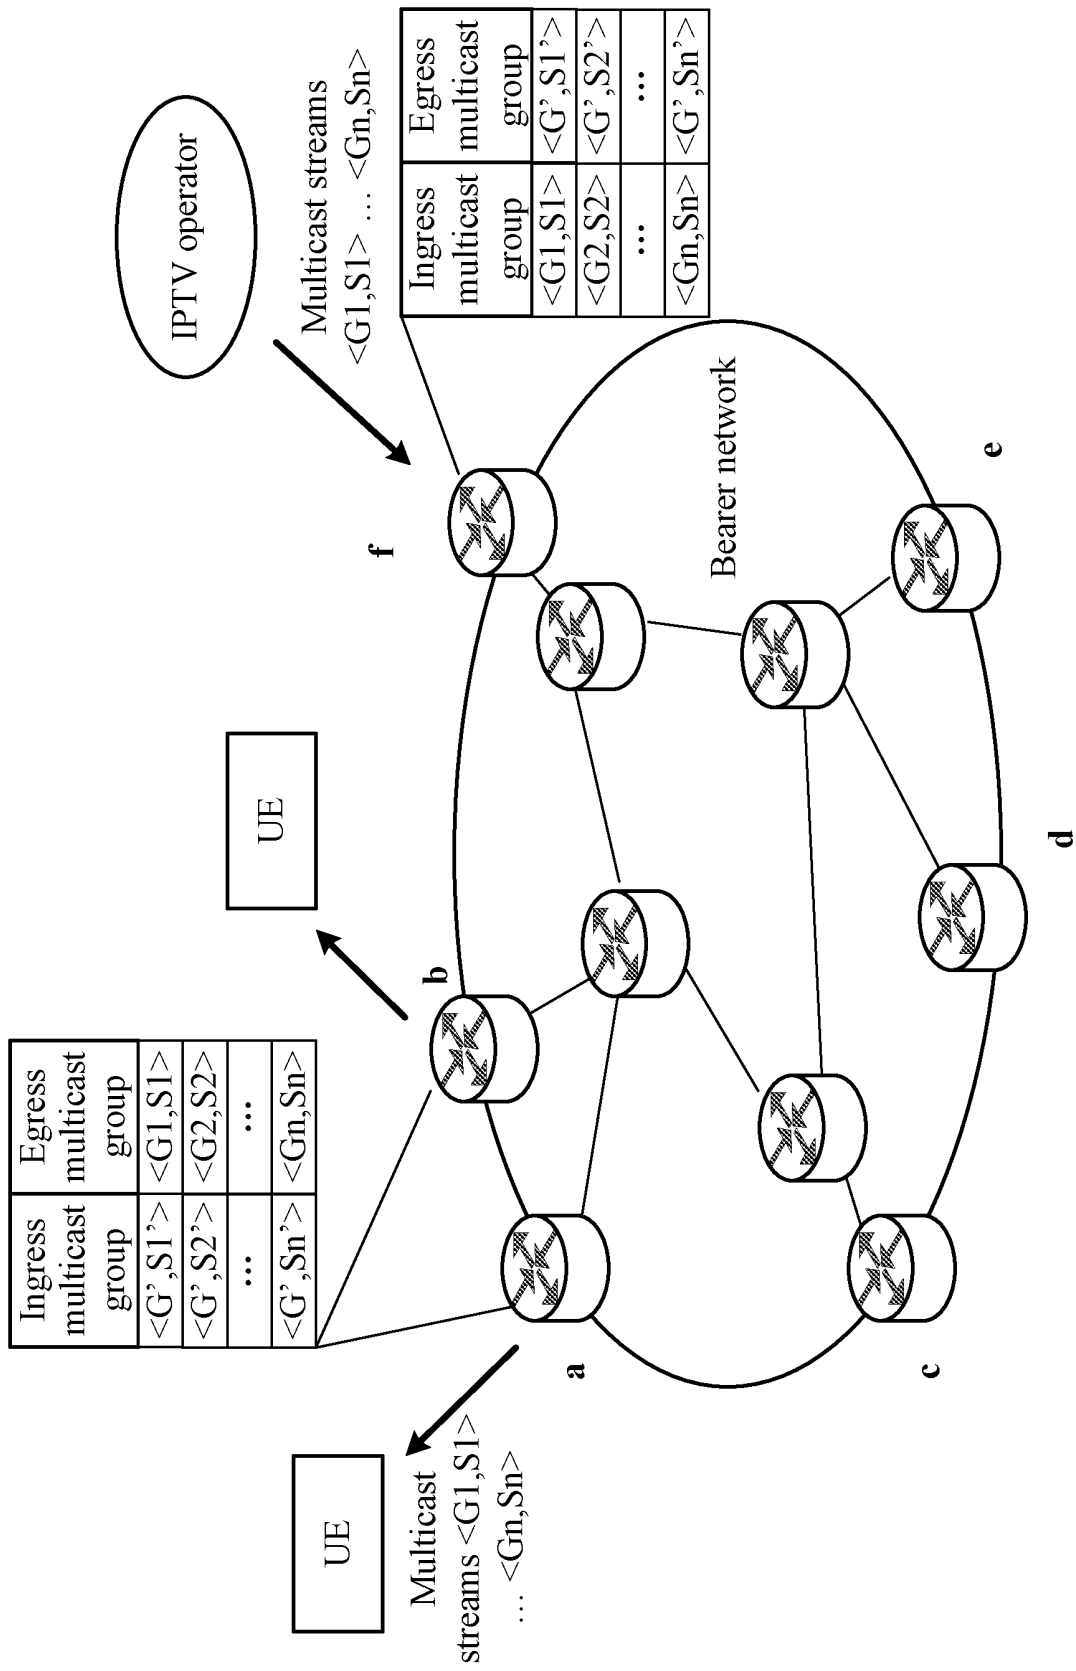 Ingress
multicast
group
Egress
multicast
group
<G’,S1’>
<G1,S1>
<G’,S2’>
<G2,S2>
...
...
<G’,Sn’>
<Gn,Sn>
IPTV operator
UE
UE
Multicast streams
<G1,S1> … <Gn,Sn>
Multicast
streams <G1,S1>
… <Gn,Sn>
Ingress
multicast
group
Egress
multicast
group
<G1,S1>
<G’,S1’>
<G2,S2>
<G’,S2’>
...
...
<Gn,Sn>
<G’,Sn’>
f
b
a
Bearer network
c
e
d